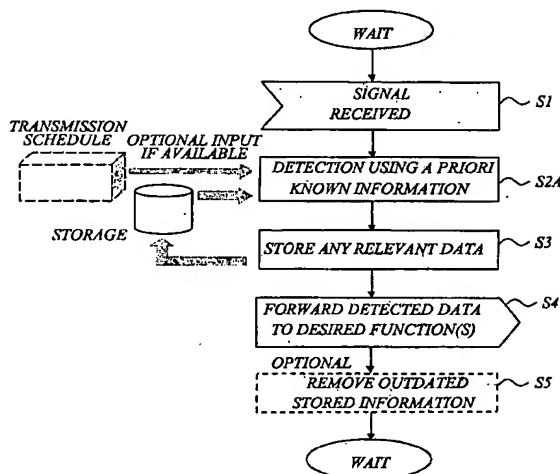 WAIT
SIGNAL
RECEIVED
S1
TRANSMISSION
SCHEDULE
OPTIONAL INPUT
IF AVAILABLE
DETECTION USING A PRIORI
KNOWN INFORMATION
S2A
STORAGE
STORE ANY RELEVANT DATA
S3
FORWARD DETECTED DATA
TO DESIRED FUNCTION(S)
S4
OPTIONAL
REMOVE OUTDATED
STORED INFORMATION
S5
WAIT